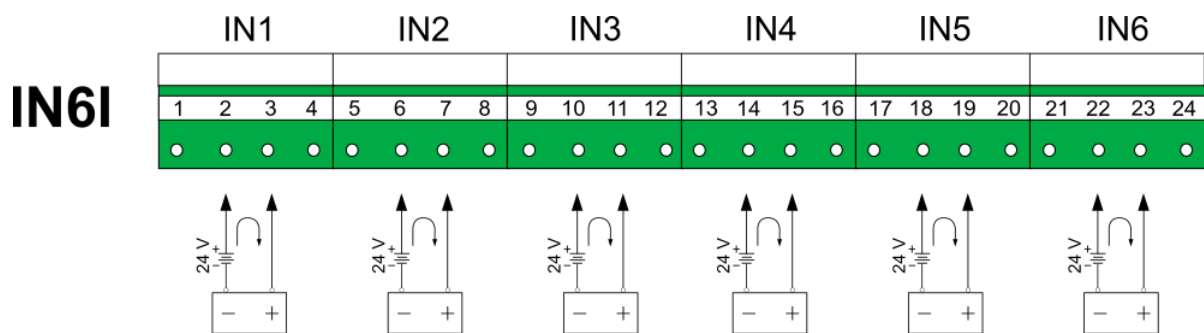 IN1 IN2 IN3 IN4 IN5 IN6
IN6I
1 2 3 4 5 6 7 8 9 10 11 12 13 14 15 16 17 18 19 20 21 22 23 24
24 V + − 24 V + − 24 V + − 24 V + − 24 V + − 24 V + −
− + − + − + − + − + − +